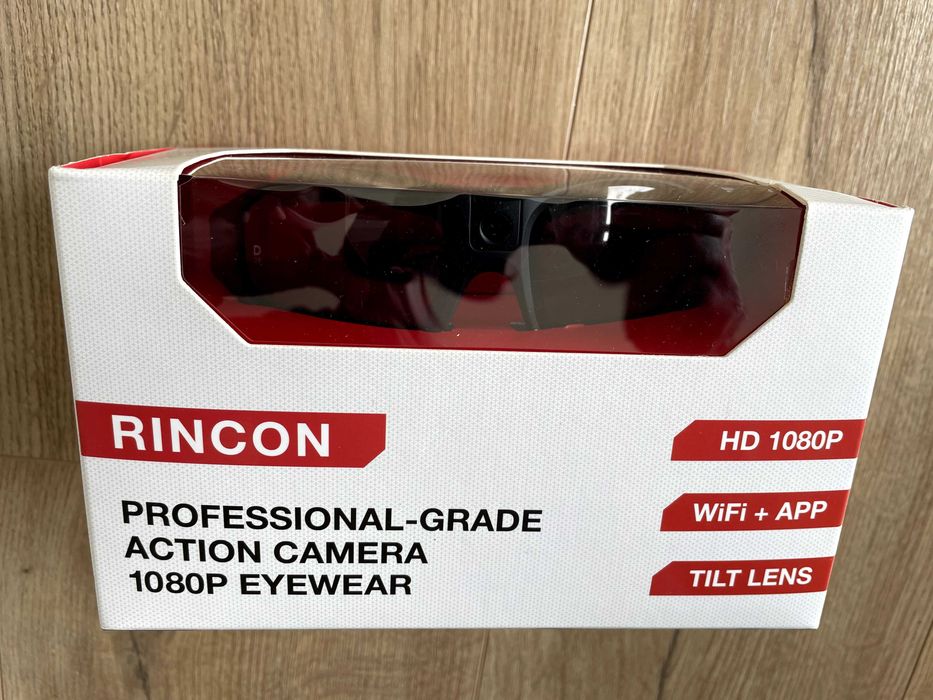 D
RINCON
PROFESSIONAL-GRADE
ACTION CAMERA
1080P EYEWEAR
HD 1080P
WiFi + APP
TILT LENS